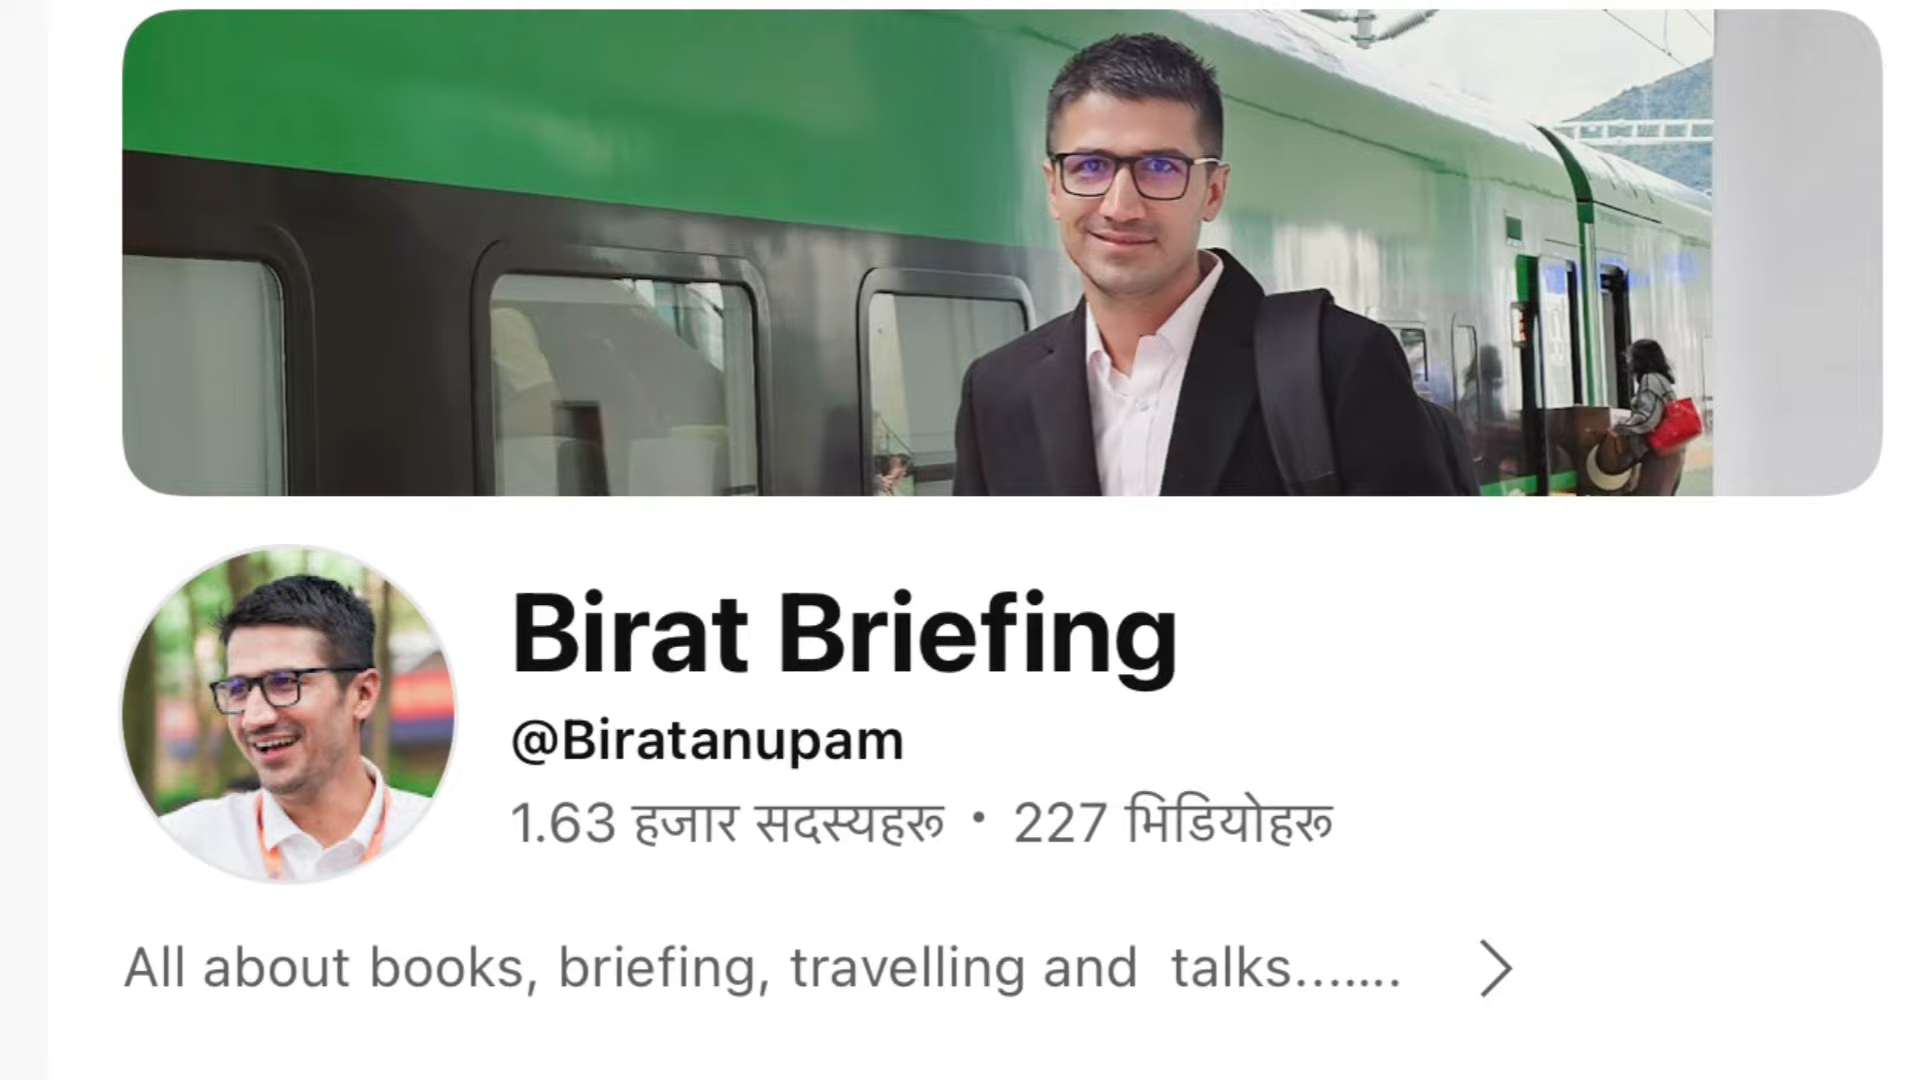 Birat Briefing
@Biratanupam
1.63 हजार सदस्यहरू • 227 भिडियोहरू
All about books, briefing, travelling and talks.......